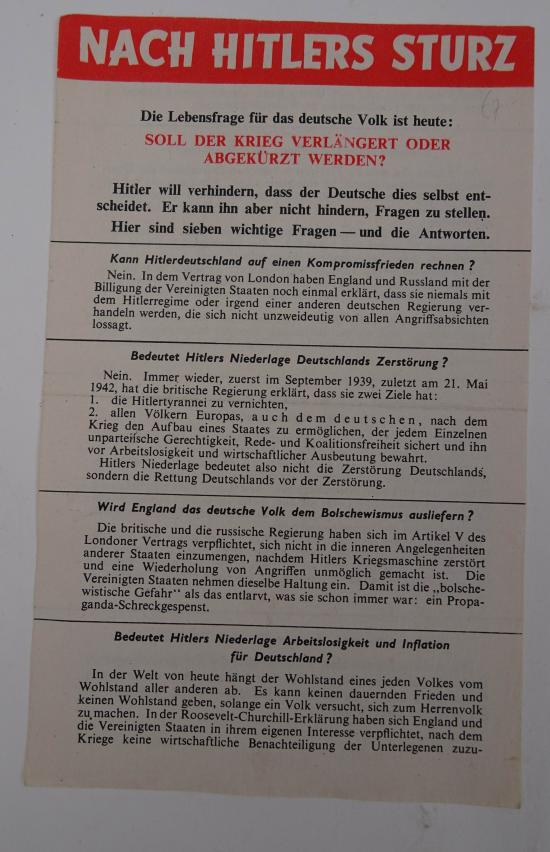 NACH HITLERS STURZ
Die Lebensfrage für das deutsche Volk ist heute:
SOLL DER KRIEG VERLÄNGERT ODER
ABGEKÜRZT WERDEN?
Hitler will verhindern, dass der Deutsche dies selbst ent-
scheidet. Er kann ihn aber nicht hindern, Fragen zu stellen.
Hier sind sieben wichtige Fragen — und die Antworten.
Kann Hitlerdeutschland auf einen Kompromissfrieden rechnen?
Nein. In dem Vertrag von London haben England und Russland mit der
Billigung der Vereinigten Staaten noch einmal erklärt, dass sie niemals mit
dem Hitlerregime oder irgend einer anderen deutschen Regierung ver-
handeln werden, die sich nicht unzweideutig von allen Angriffsabsichten
lossagt.
Bedeutet Hitlers Niederlage Deutschlands Zerstörung?
Nein. Immer wieder, zuerst im September 1939, zuletzt am 21. Mai
1942, hat die britische Regierung erklärt, dass sie zwei Ziele hat:
1. die Hitlertyrannei zu vernichten,
2. allen Völkern Europas, auch dem deutschen, nach dem
Krieg den Aufbau eines Staates zu ermöglichen, der jedem Einzelnen
unparteiische Gerechtigkeit, Rede- und Koalitionsfreiheit sichert und ihn
vor Arbeitslosigkeit und wirtschaftlicher Ausbeutung bewahrt.
Hitlers Niederlage bedeutet also nicht die Zerstörung Deutschlands,
sondern die Rettung Deutschlands vor der Zerstörung.
Wird England das deutsche Volk dem Bolschewismus ausliefern?
Die britische und die russische Regierung haben sich im Artikel V des
Londoner Vertrags verpflichtet, sich nicht in die inneren Angelegenheiten
anderer Staaten einzumengen, nachdem Hitlers Kriegsmaschine zerstört
und eine Wiederholung von Angriffen unmöglich gemacht ist. Die
Vereinigten Staaten nehmen dieselbe Haltung ein. Damit ist die „bolsche-
wistische Gefahr" als das entlarvt, was sie schon immer war: ein Propa-
ganda-Schreckgespenst.
Bedeutet Hitlers Niederlage Arbeitslosigkeit und Inflation
für Deutschland?
In der Welt von heute hängt der Wohlstand eines jeden Volkes vom
Wohlstand aller anderen ab. Es kann keinen dauernden Frieden und
keinen Wohlstand geben, solange ein Volk versucht, sich zum Herrenvolk
zu machen. In der Roosevelt-Churchill-Erklärung haben sich England und
die Vereinigten Staaten in ihrem eigenen Interesse verpflichtet, nach dem
Kriege keine wirtschaftliche Benachteiligung der Unterlegenen zuzu-